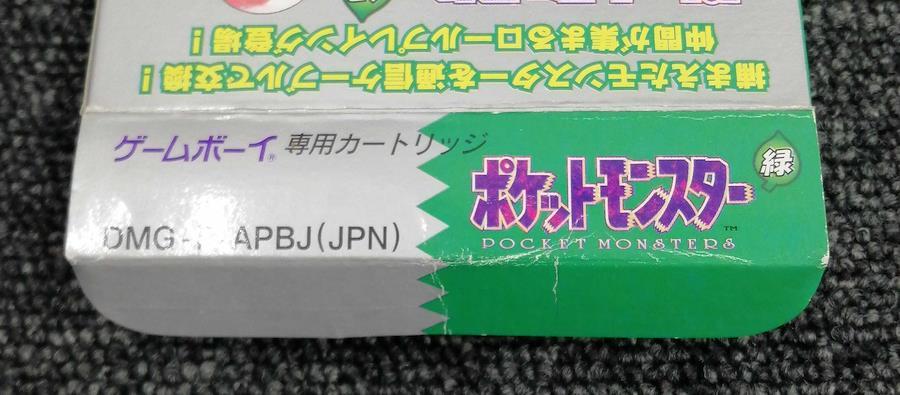 捕まえたモンスターを通信ケーブルで交換!
仲間が集まるロールプレイング登場!
ゲームボーイ® 専用カートリッジ
DMG- APBJ(JPN)
ポケットモンスター 緑
TM
POCKET MONSTERS